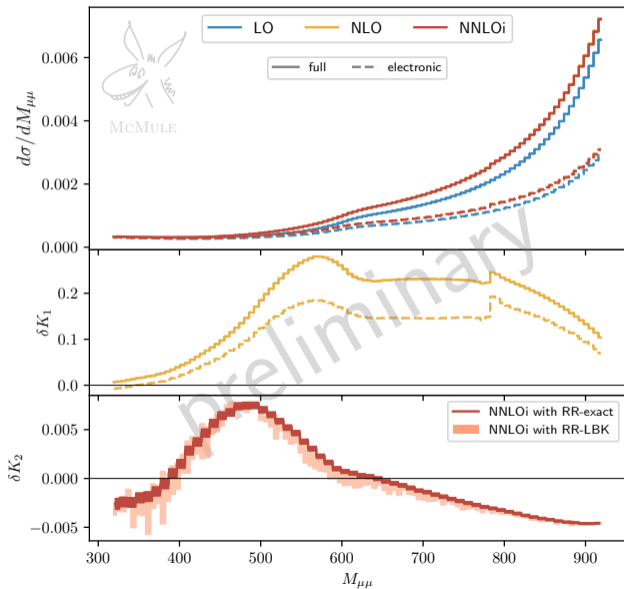 LO NLO NNLOi
full electronic
MCMULE
dσ/dM_μμ
0.006
0.004
0.002
0.000
preliminary
δK₁
0.2
0.1
0.0
NNLOi with RR-exact
NNLOi with RR-LBK
δK₂
0.005
0.000
−0.005
300 400 500 600 700 800 900
M_μμ